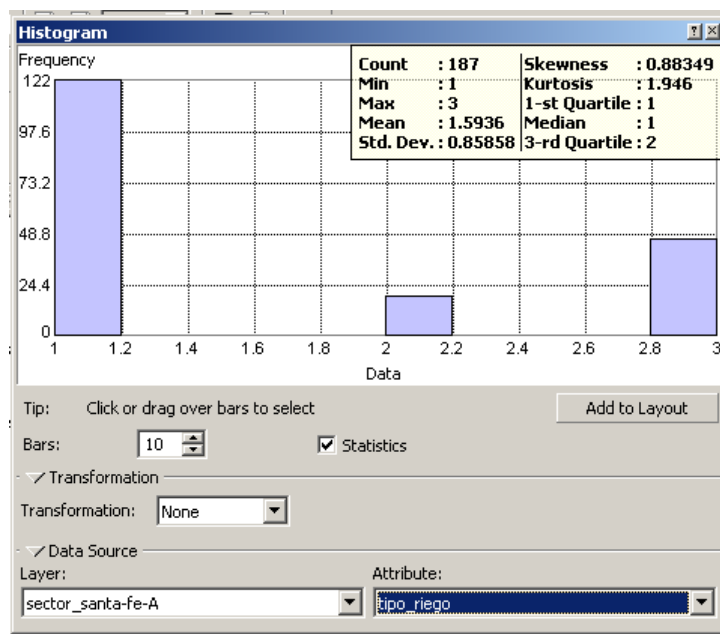 Histogram
Frequency
Count : 187 Skewness : 0.88349
Min : 1 Kurtosis : 1.946
Max : 3 1-st Quartile : 1
Mean : 1.5936 Median : 1
Std. Dev. : 0.85858 3-rd Quartile : 2
122
97.6
73.2
48.8
24.4
0
1 1.2 1.4 1.6 1.8 2 2.2 2.4 2.6 2.8 3
Data
Tip: Click or drag over bars to select Add to Layout
Bars: 10 Statistics
Transformation
Transformation: None
Data Source
Layer: Attribute:
sector_santa-fe-A tipo_riego